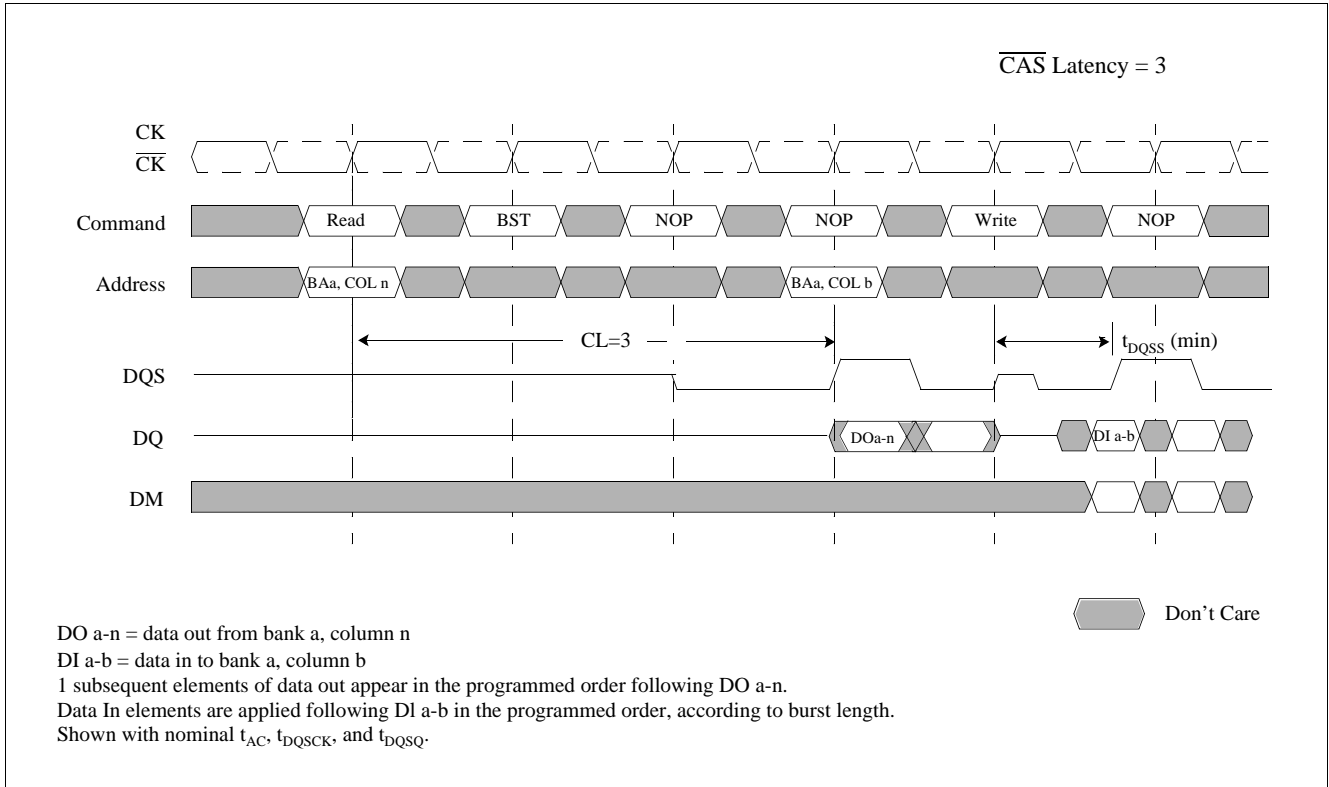 CAS Latency = 3
CK
CK
Command
Read
BST
NOP
NOP
Write
NOP
Address
BAa, COL n
BAa, COL b
CL=3
tDQSS (min)
DQS
DQ
DOa-n
DI a-b
DM
Don't Care
DO a-n = data out from bank a, column n
DI a-b = data in to bank a, column b
1 subsequent elements of data out appear in the programmed order following DO a-n.
Data In elements are applied following Dl a-b in the programmed order, according to burst length.
Shown with nominal tAC, tDQSCK, and tDQSQ.